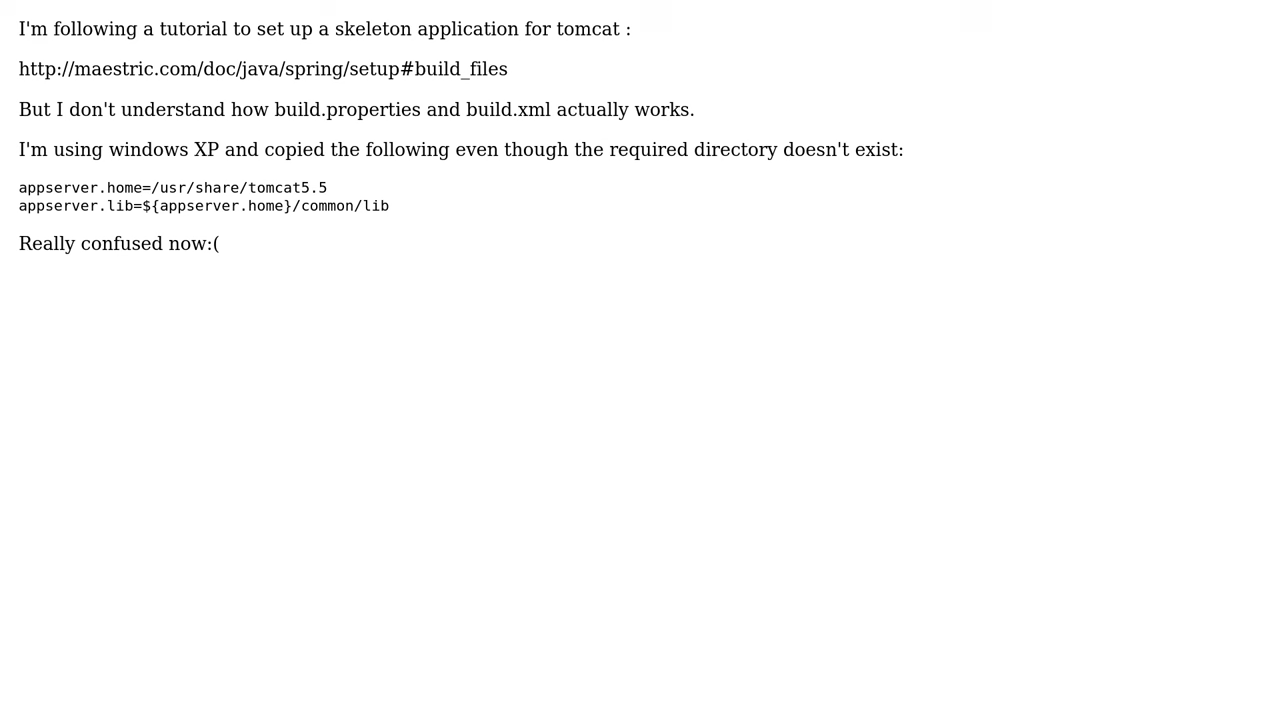 I'm following a tutorial to set up a skeleton application for tomcat :
http://maestric.com/doc/java/spring/setup#build_files
But I don't understand how build.properties and build.xml actually works.
I'm using windows XP and copied the following even though the required directory doesn't exist:
appserver.home=/usr/share/tomcat5.5
appserver.lib=${appserver.home}/common/lib
Really confused now:(